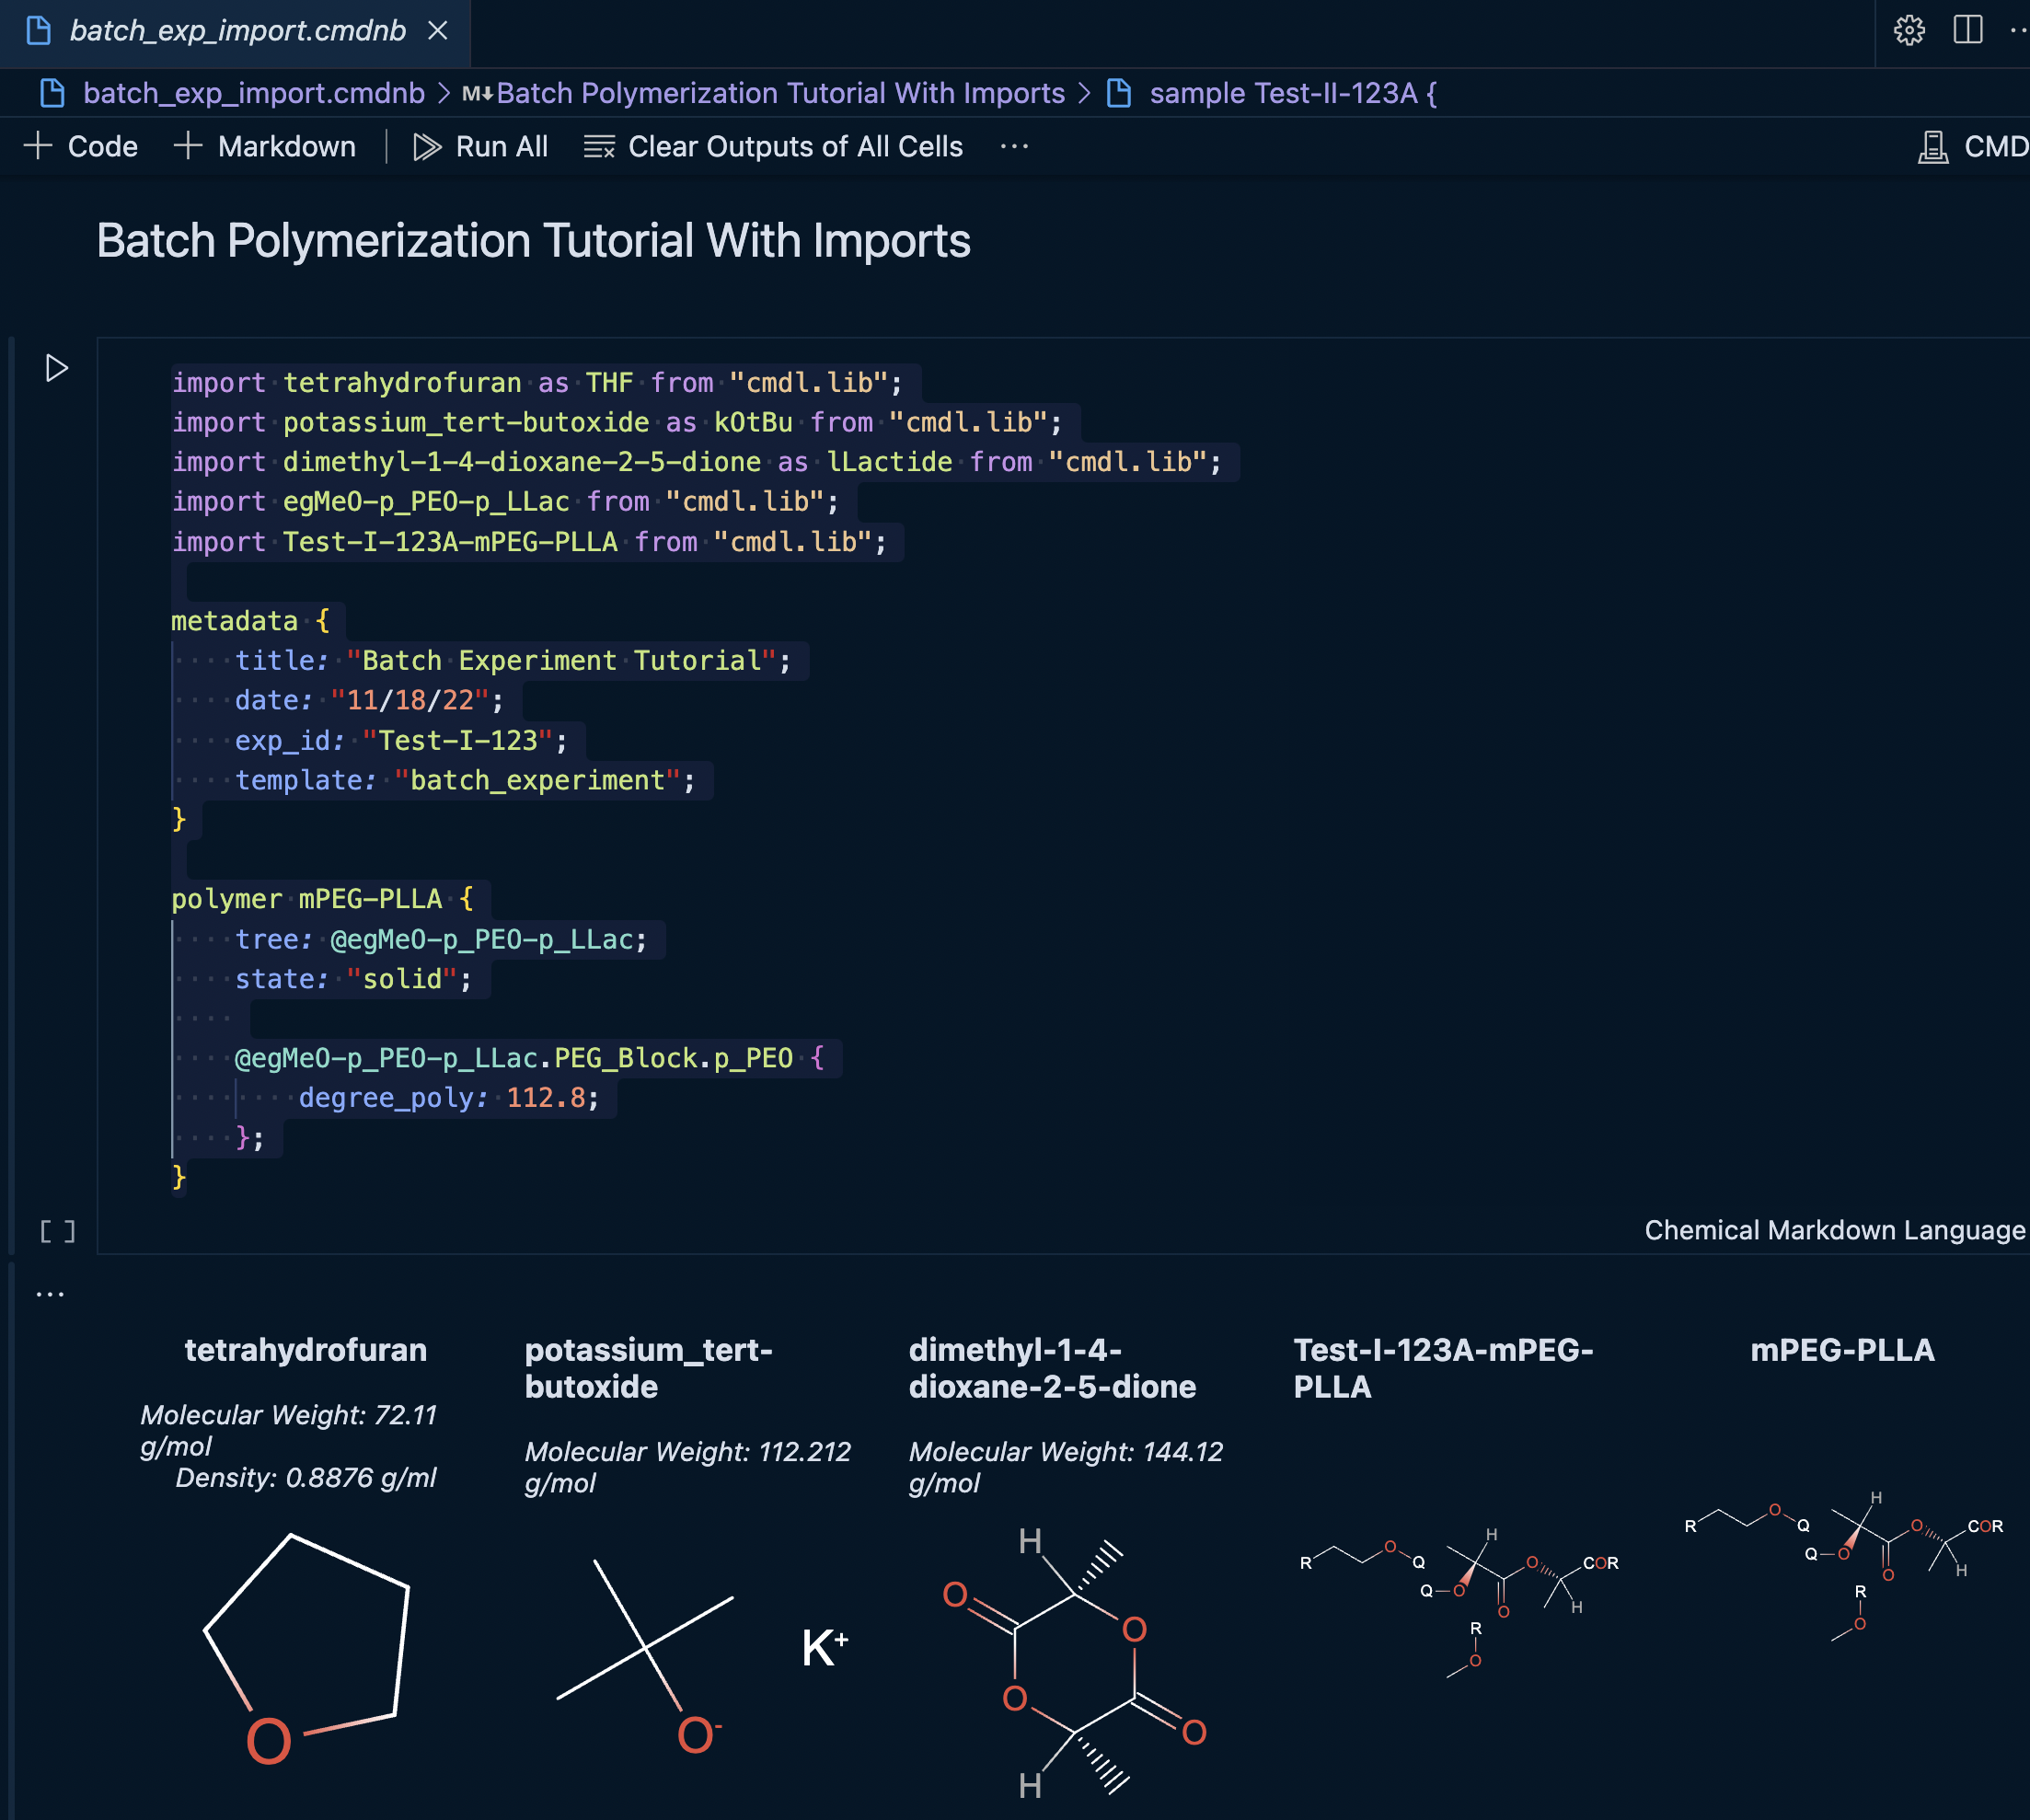 batch_exp_import.cmdnb
batch_exp_import.cmdnb > M↓Batch Polymerization Tutorial With Imports > sample Test-II-123A {
+ Code + Markdown Run All Clear Outputs of All Cells ... CMD
Batch Polymerization Tutorial With Imports
import tetrahydrofuran as THF from "cmdl.lib";
import potassium_tert-butoxide as kOtBu from "cmdl.lib";
import dimethyl-1-4-dioxane-2-5-dione as lLactide from "cmdl.lib";
import egMeO-p_PEO-p_LLac from "cmdl.lib";
import Test-I-123A-mPEG-PLLA from "cmdl.lib";
metadata {
title: "Batch Experiment Tutorial";
date: "11/18/22";
exp_id: "Test-I-123";
template: "batch_experiment";
}
polymer mPEG-PLLA {
tree: @egMeO-p_PEO-p_LLac;
state: "solid";
@egMeO-p_PEO-p_LLac.PEG_Block.p_PEO {
degree_poly: 112.8;
};
}
[ ]
Chemical Markdown Language
...
tetrahydrofuran
Molecular Weight: 72.11
g/mol
Density: 0.8876 g/ml
O
potassium_tert-
butoxide
Molecular Weight: 112.212
g/mol
K+
O-
dimethyl-1-4-
dioxane-2-5-dione
Molecular Weight: 144.12
g/mol
H
O
O
O
O
H
Test-I-123A-mPEG-
PLLA
H
R O Q O COR
Q O
O H
R
O
mPEG-PLLA
H
R O Q O COR
Q O
O H
R
O